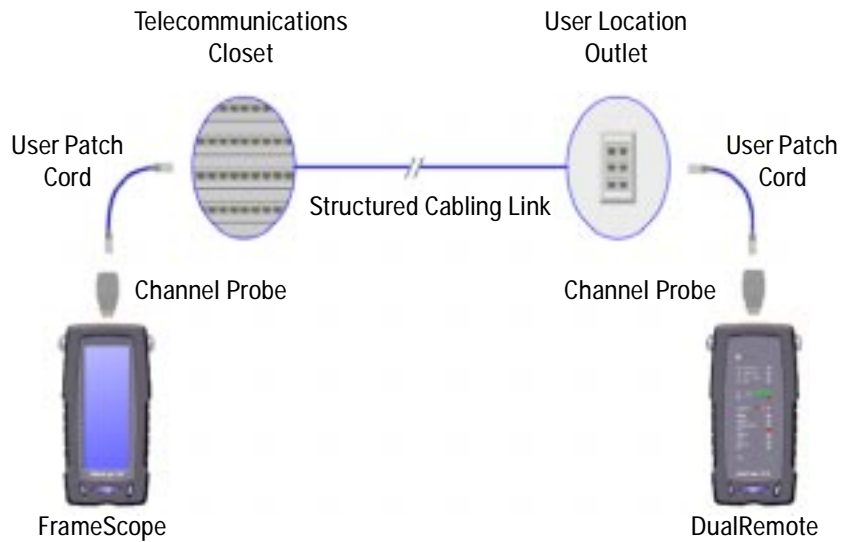 Telecommunications
Closet
User Location
Outlet
User Patch
Cord
User Patch
Cord
Structured Cabling Link
Channel Probe
Channel Probe
FrameScope
DualRemote